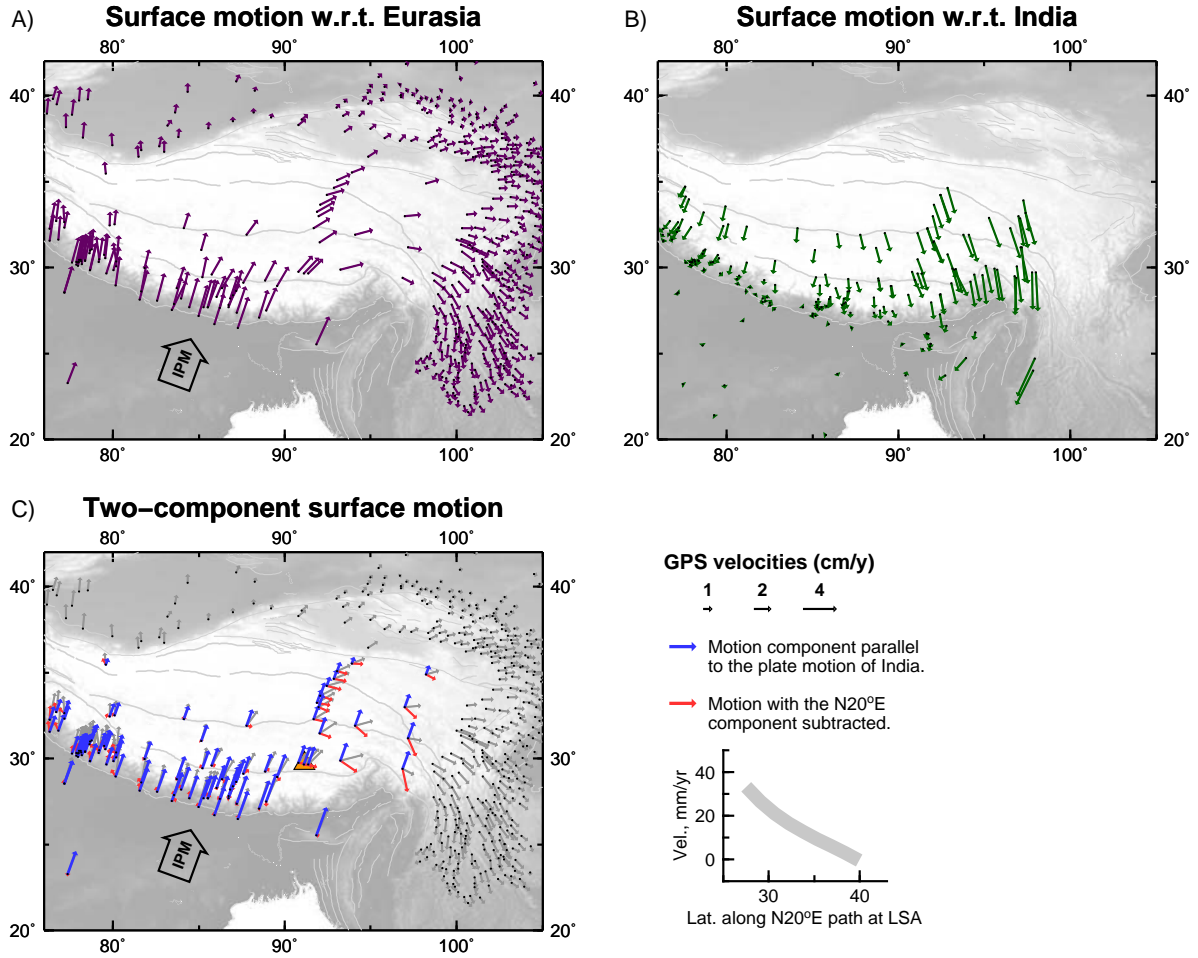 A)
Surface motion w.r.t. Eurasia
80˚
90˚
100˚
40˚
40˚
30˚
30˚
20˚
20˚
80˚
90˚
100˚
IPM
B)
Surface motion w.r.t. India
80˚
90˚
100˚
40˚
30˚
20˚
80˚
90˚
100˚
C)
Two−component surface motion
80˚
90˚
100˚
40˚
40˚
30˚
30˚
20˚
20˚
80˚
90˚
100˚
IPM
GPS velocities (cm/y)
1 2 4
Motion component parallel
to the plate motion of India.
Motion with the N20ºE
component subtracted.
Vel., mm/yr
40
20
0
30 40
Lat. along N20ºE path at LSA